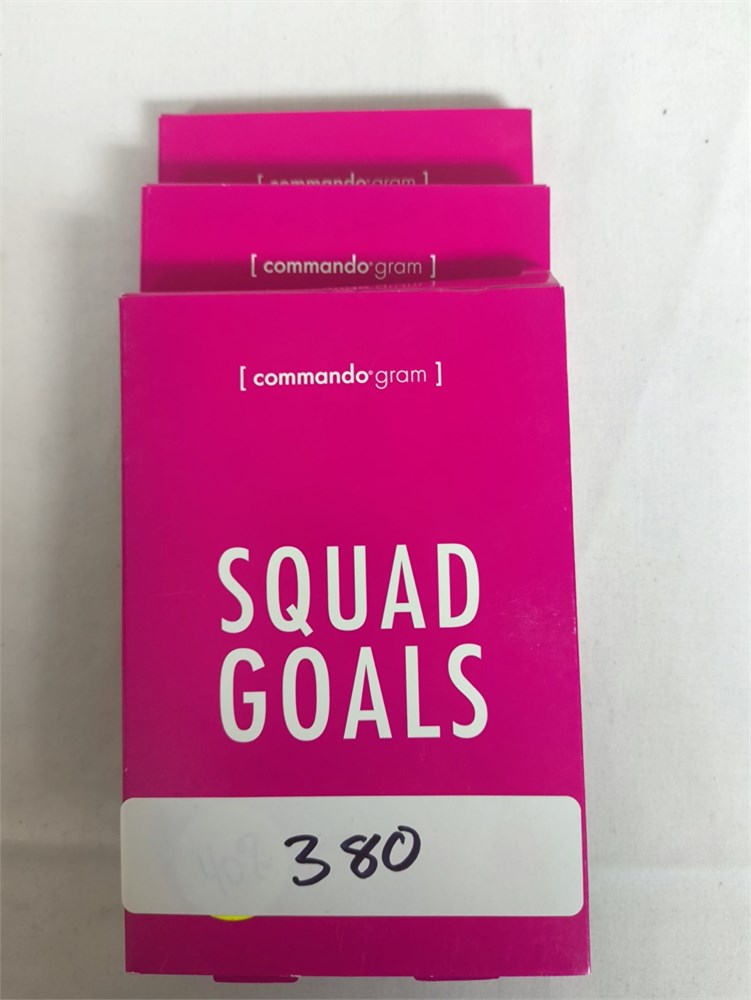 [ commando® gram ]
[ commando® gram ]
[ commando® gram ]
SQUAD
GOALS
380